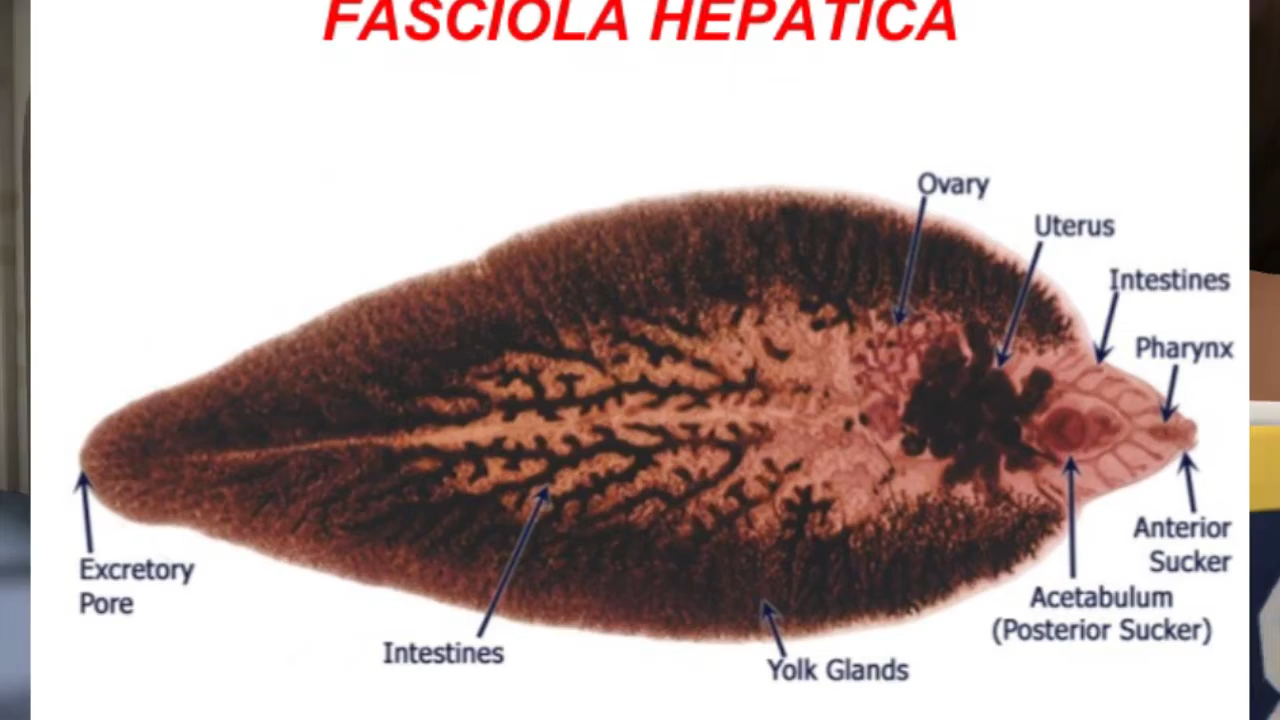 FASCIOLA HEPATICA
Ovary
Uterus
Intestines
Pharynx
Anterior
Sucker
Acetabulum
(Posterior Sucker)
Excretory
Pore
Intestines
Yolk Glands